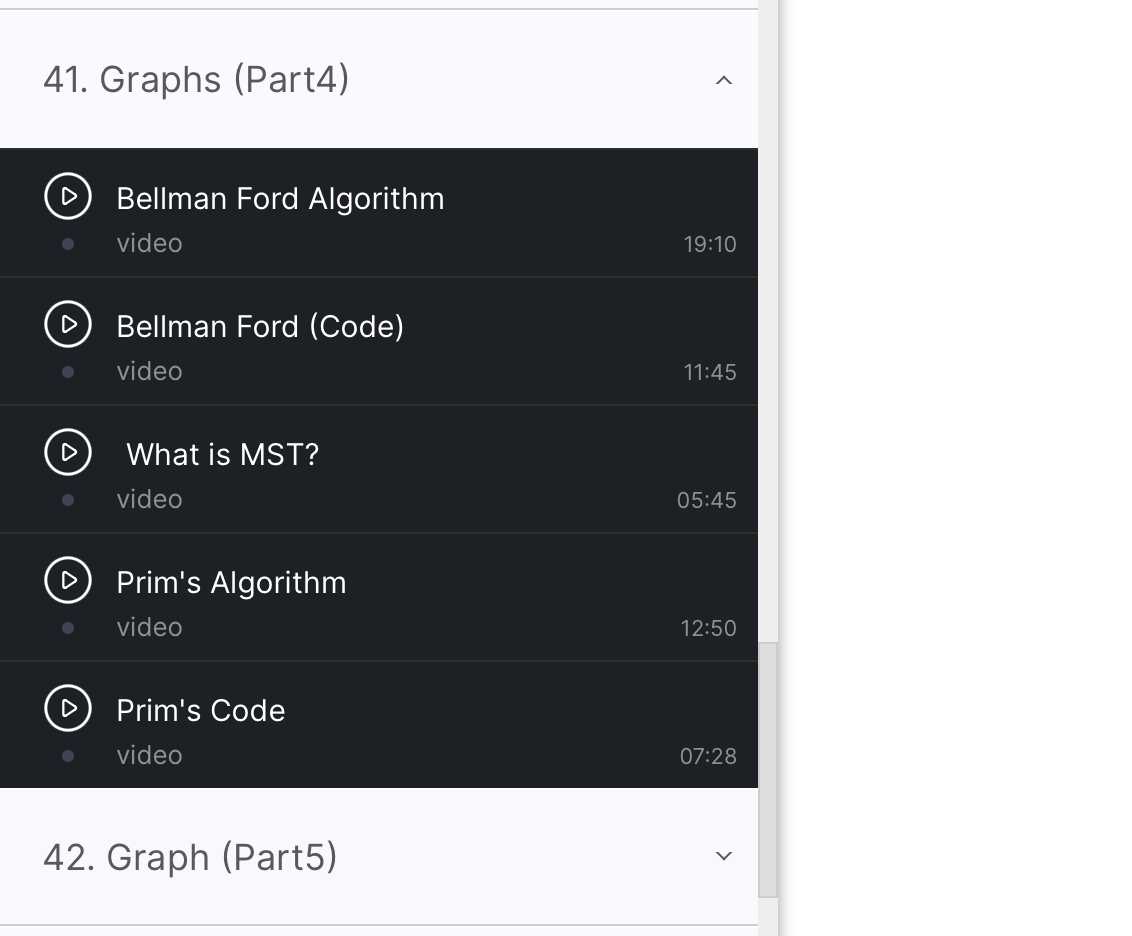 41. Graphs (Part4)
Bellman Ford Algorithm
video 19:10
Bellman Ford (Code)
video 11:45
What is MST?
video 05:45
Prim's Algorithm
video 12:50
Prim's Code
video 07:28
42. Graph (Part5)